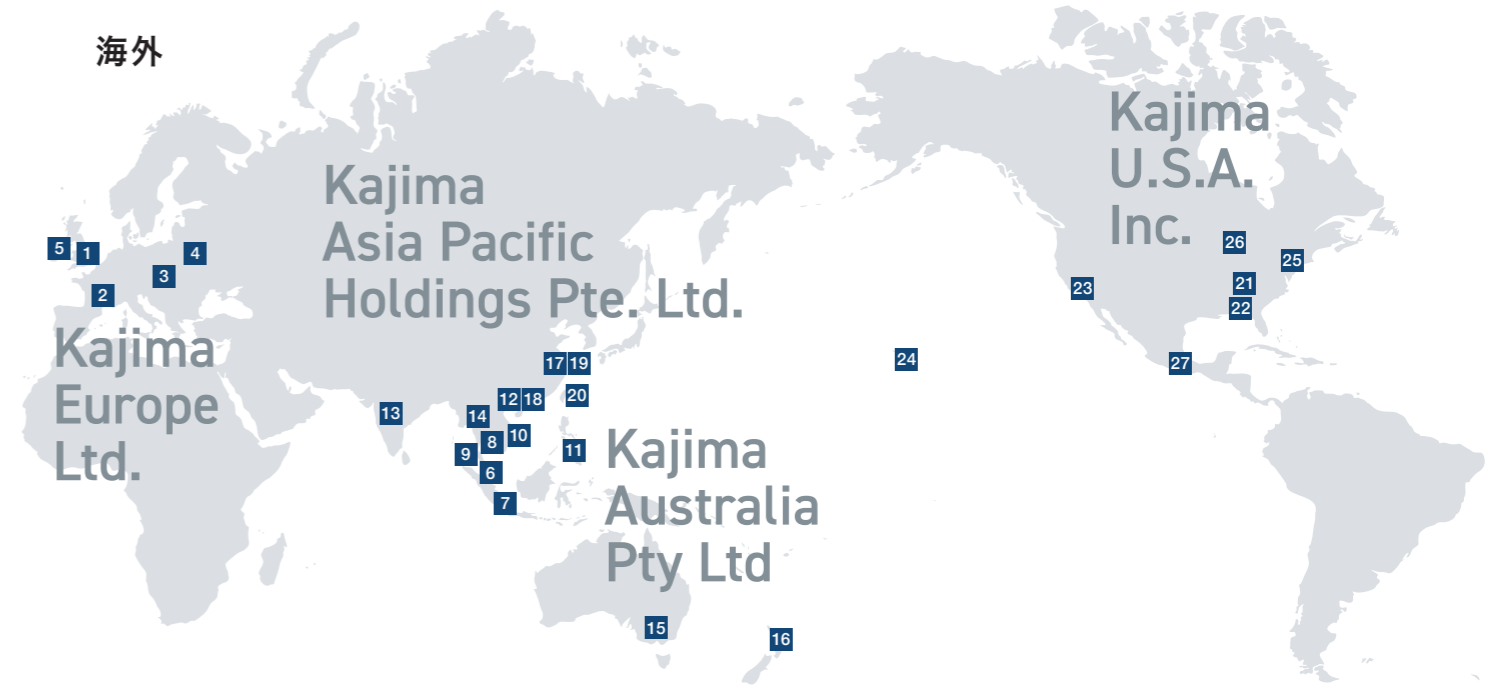 海外
Kajima
U.S.A.
Inc.
Kajima
Asia Pacific
Holdings Pte. Ltd.
Kajima
Europe
Ltd.
Kajima
Australia
Pty Ltd
5
1
4
3
2
26
25
21
23
22
24
27
17
19
12
18
20
13
14
8
10
9
11
6
7
15
16